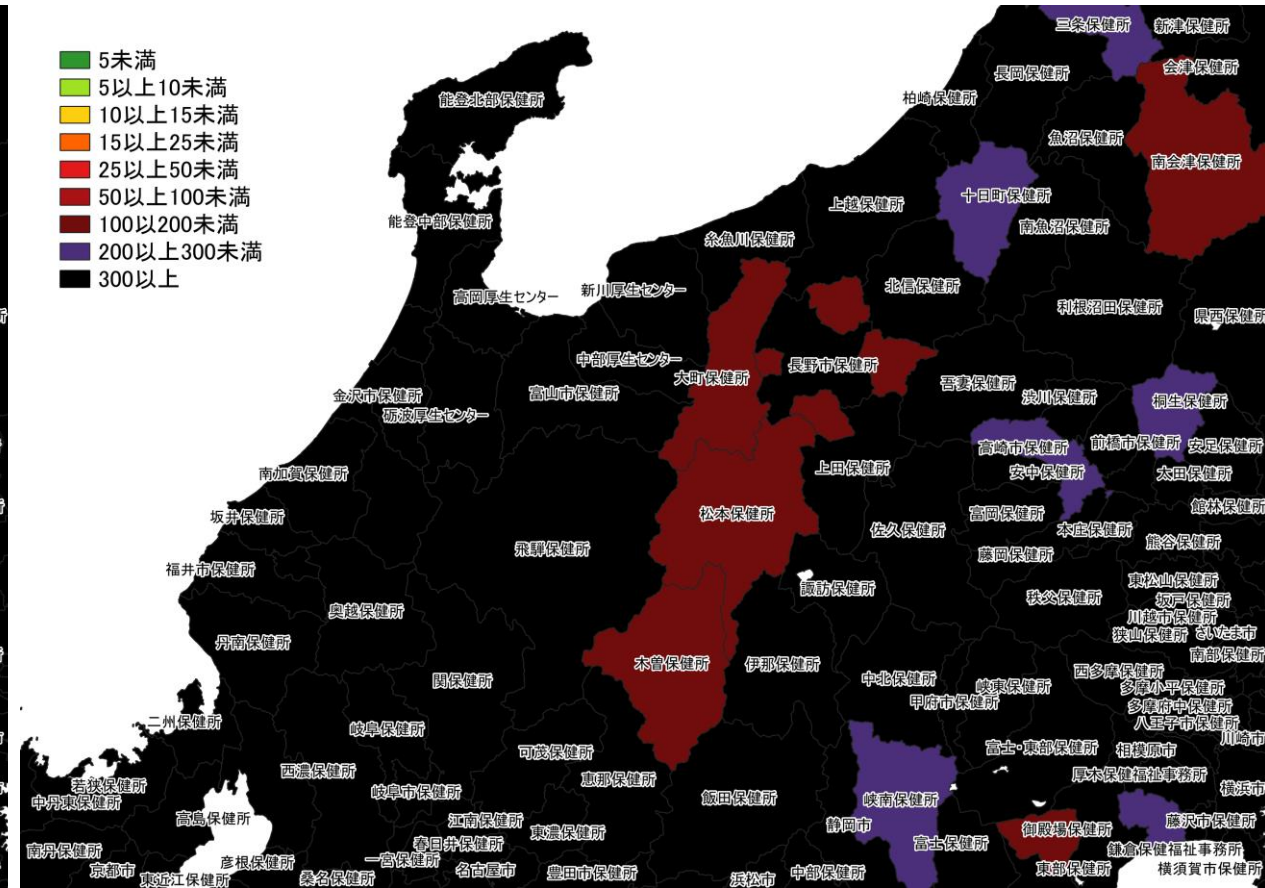 5未満
5以上10未満
10以上15未満
15以上25未満
25以上50未満
50以上100未満
100以200未満
200以上300未満
300以上
三条保健所
新津保健所
長岡保健所
会津保健所
能登北部保健所
柏崎保健所
魚沼保健所
南会津保健所
十日町保健所
上越保健所
能登中部保健所
南魚沼保健所
糸魚川保健所
北信保健所
新川厚生センター
高岡厚生センター
利根沼田保健所
県西保健所
中部厚生センター
長野市保健所
大町保健所
吾妻保健所
富山市保健所
金沢市保健所
渋川保健所
桐生保健所
砺波厚生センター
前橋市保健所
安足保健所
高崎市保健所
上田保健所
安中保健所
太田保健所
南加賀保健所
館林保健所
松本保健所
富岡保健所
坂井保健所
佐久保健所
本庄保健所
熊谷保健所
飛騨保健所
藤岡保健所
福井市保健所
東松山保健所
諏訪保健所
秩父保健所
坂戸保健所
奥越保健所
川越市保健所
狭山保健所
さいたま市
丹南保健所
南部保健所
木曽保健所
伊那保健所
西多摩保健所
関保健所
中北保健所
峡東保健所
多摩小平保健所
甲府市保健所
多摩府中保健所
二州保健所
八王子市保健所
岐阜保健所
川崎市
可茂保健所
富士・東部保健所
相模原市
西濃保健所
恵那保健所
厚木保健福祉事務所
若狭保健所
岐阜市保健所
横浜市
中丹東保健所
飯田保健所
峡南保健所
高島保健所
江南保健所
静岡市
御殿場保健所
藤沢市保健所
東濃保健所
春日井保健所
富士保健所
南丹保健所
鎌倉保健福祉事務所
彦根保健所
一宮保健所
京都市
名古屋市
豊田市保健所
中部保健所
東部保健所
横須賀市保健所
東近江保健所
桑名保健所
浜松市